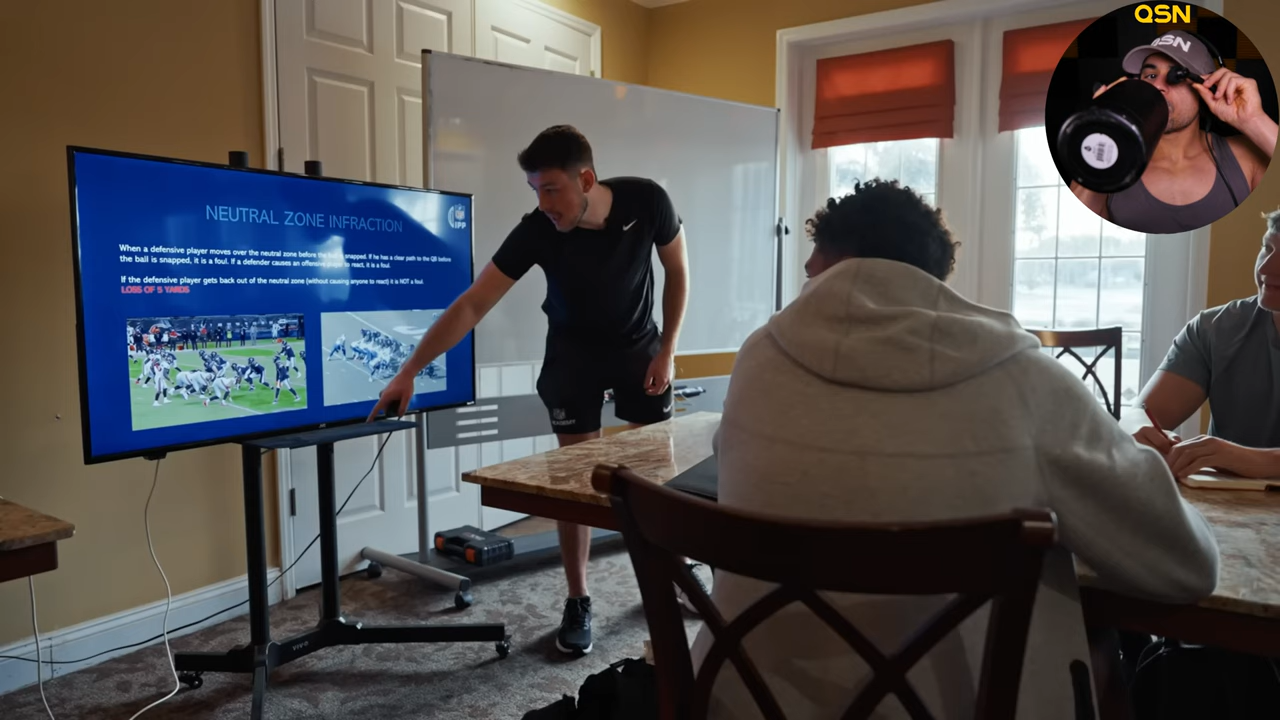 QSN
QSN
NEUTRAL ZONE INFRACTION
IPP
When a defensive player moves over the neutral zone before the ball is snapped. If he has a clear path to the QB before
the ball is snapped, it is a foul. If a defender causes an offensive player to react, it is a foul.
If the defensive player gets back out of the neutral zone (without causing anyone to react) it is NOT a foul.
LOSS OF 5 YARDS